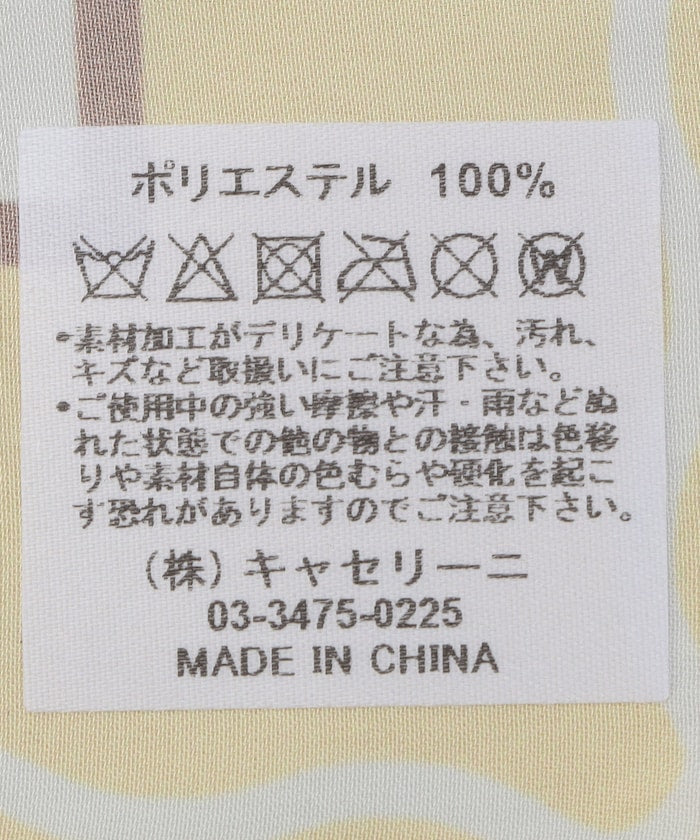 ポリエステル 100%
•素材加工がデリケートな為、汚れ、
キズなど取扱いにご注意下さい。
•ご使用中の強い摩擦や汗・雨などぬ
れた状態での他の物との接触は色移
りや素材自体の色むらや硬化を起こ
す恐れがありますのでご注意下さい。
(株)キャセリーニ
03-3475-0225
MADE IN CHINA